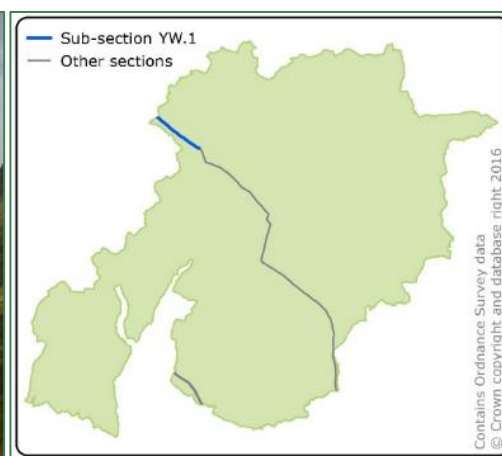 Sub-section YW.1
Other sections
Contains Ordnance Survey data
© Crown copyright and database right 2016